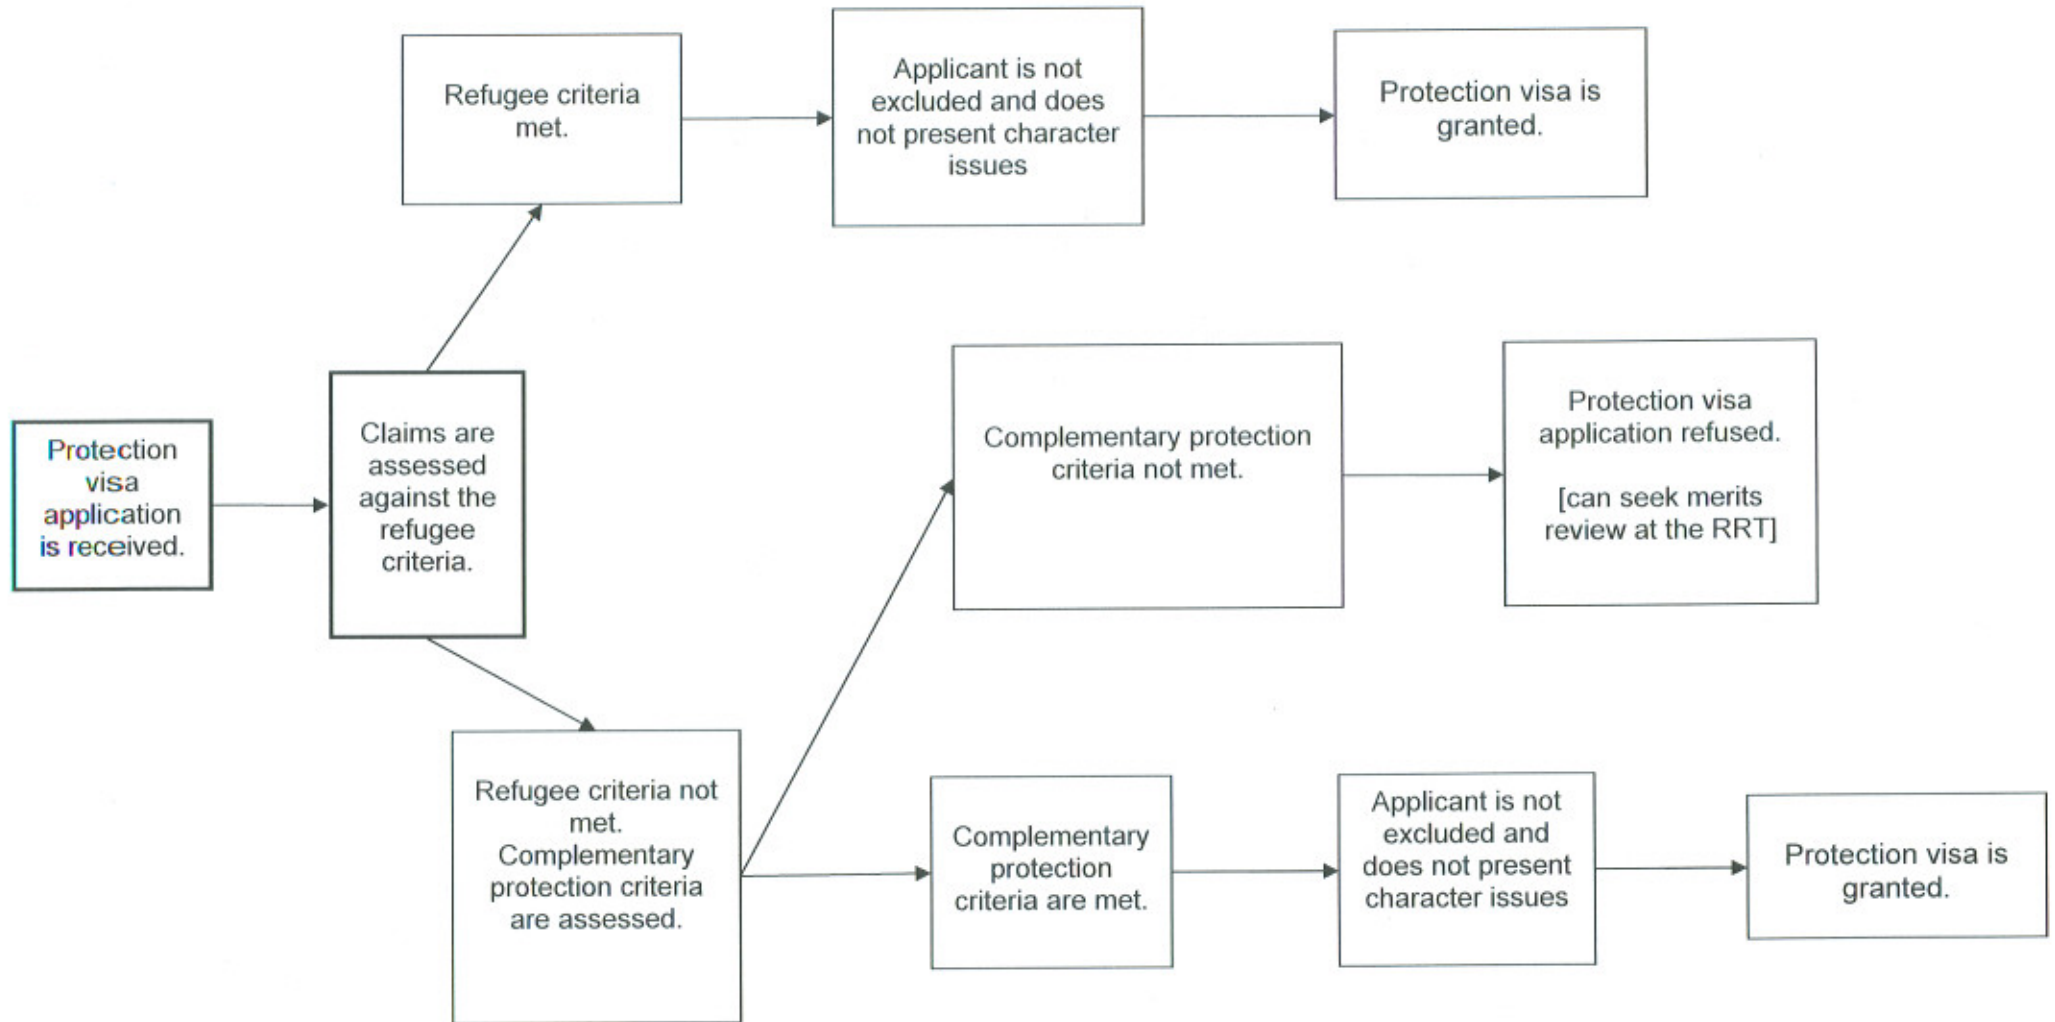 Refugee criteria
met.
Applicant is not
excluded and does
not present character
issues
Protection visa is
granted.
Protection
visa
application
is received.
Claims are
assessed
against the
refugee
criteria.
Complementary protection
criteria not met.
Protection visa
application refused.
[can seek merits
review at the RRT]
Refugee criteria not
met.
Complementary
protection criteria
are assessed.
Complementary
protection
criteria are met.
Applicant is not
excluded and
does not present
character issues
Protection visa is
granted.